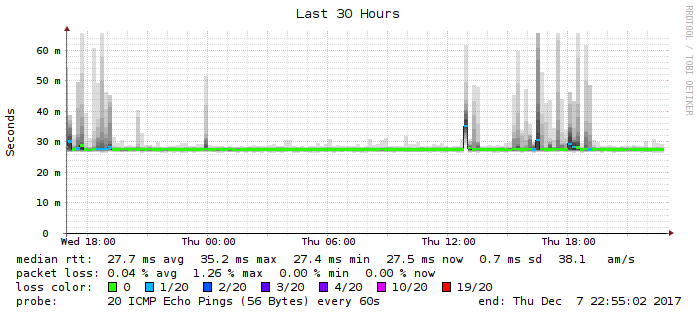 Last 30 Hours
RRDTOOL / TOBI OETIKER
Seconds
60 m
50 m
40 m
30 m
20 m
10 m
0
Wed 18:00 Thu 00:00 Thu 06:00 Thu 12:00 Thu 18:00
median rtt: 27.7 ms avg 35.2 ms max 27.4 ms min 27.5 ms now 0.7 ms sd 38.1 am/s
packet loss: 0.04 % avg 1.26 % max 0.00 % min 0.00 % now
loss color: 0 1/20 2/20 3/20 4/20 10/20 19/20
probe: 20 ICMP Echo Pings (56 Bytes) every 60s end: Thu Dec 7 22:55:02 2017